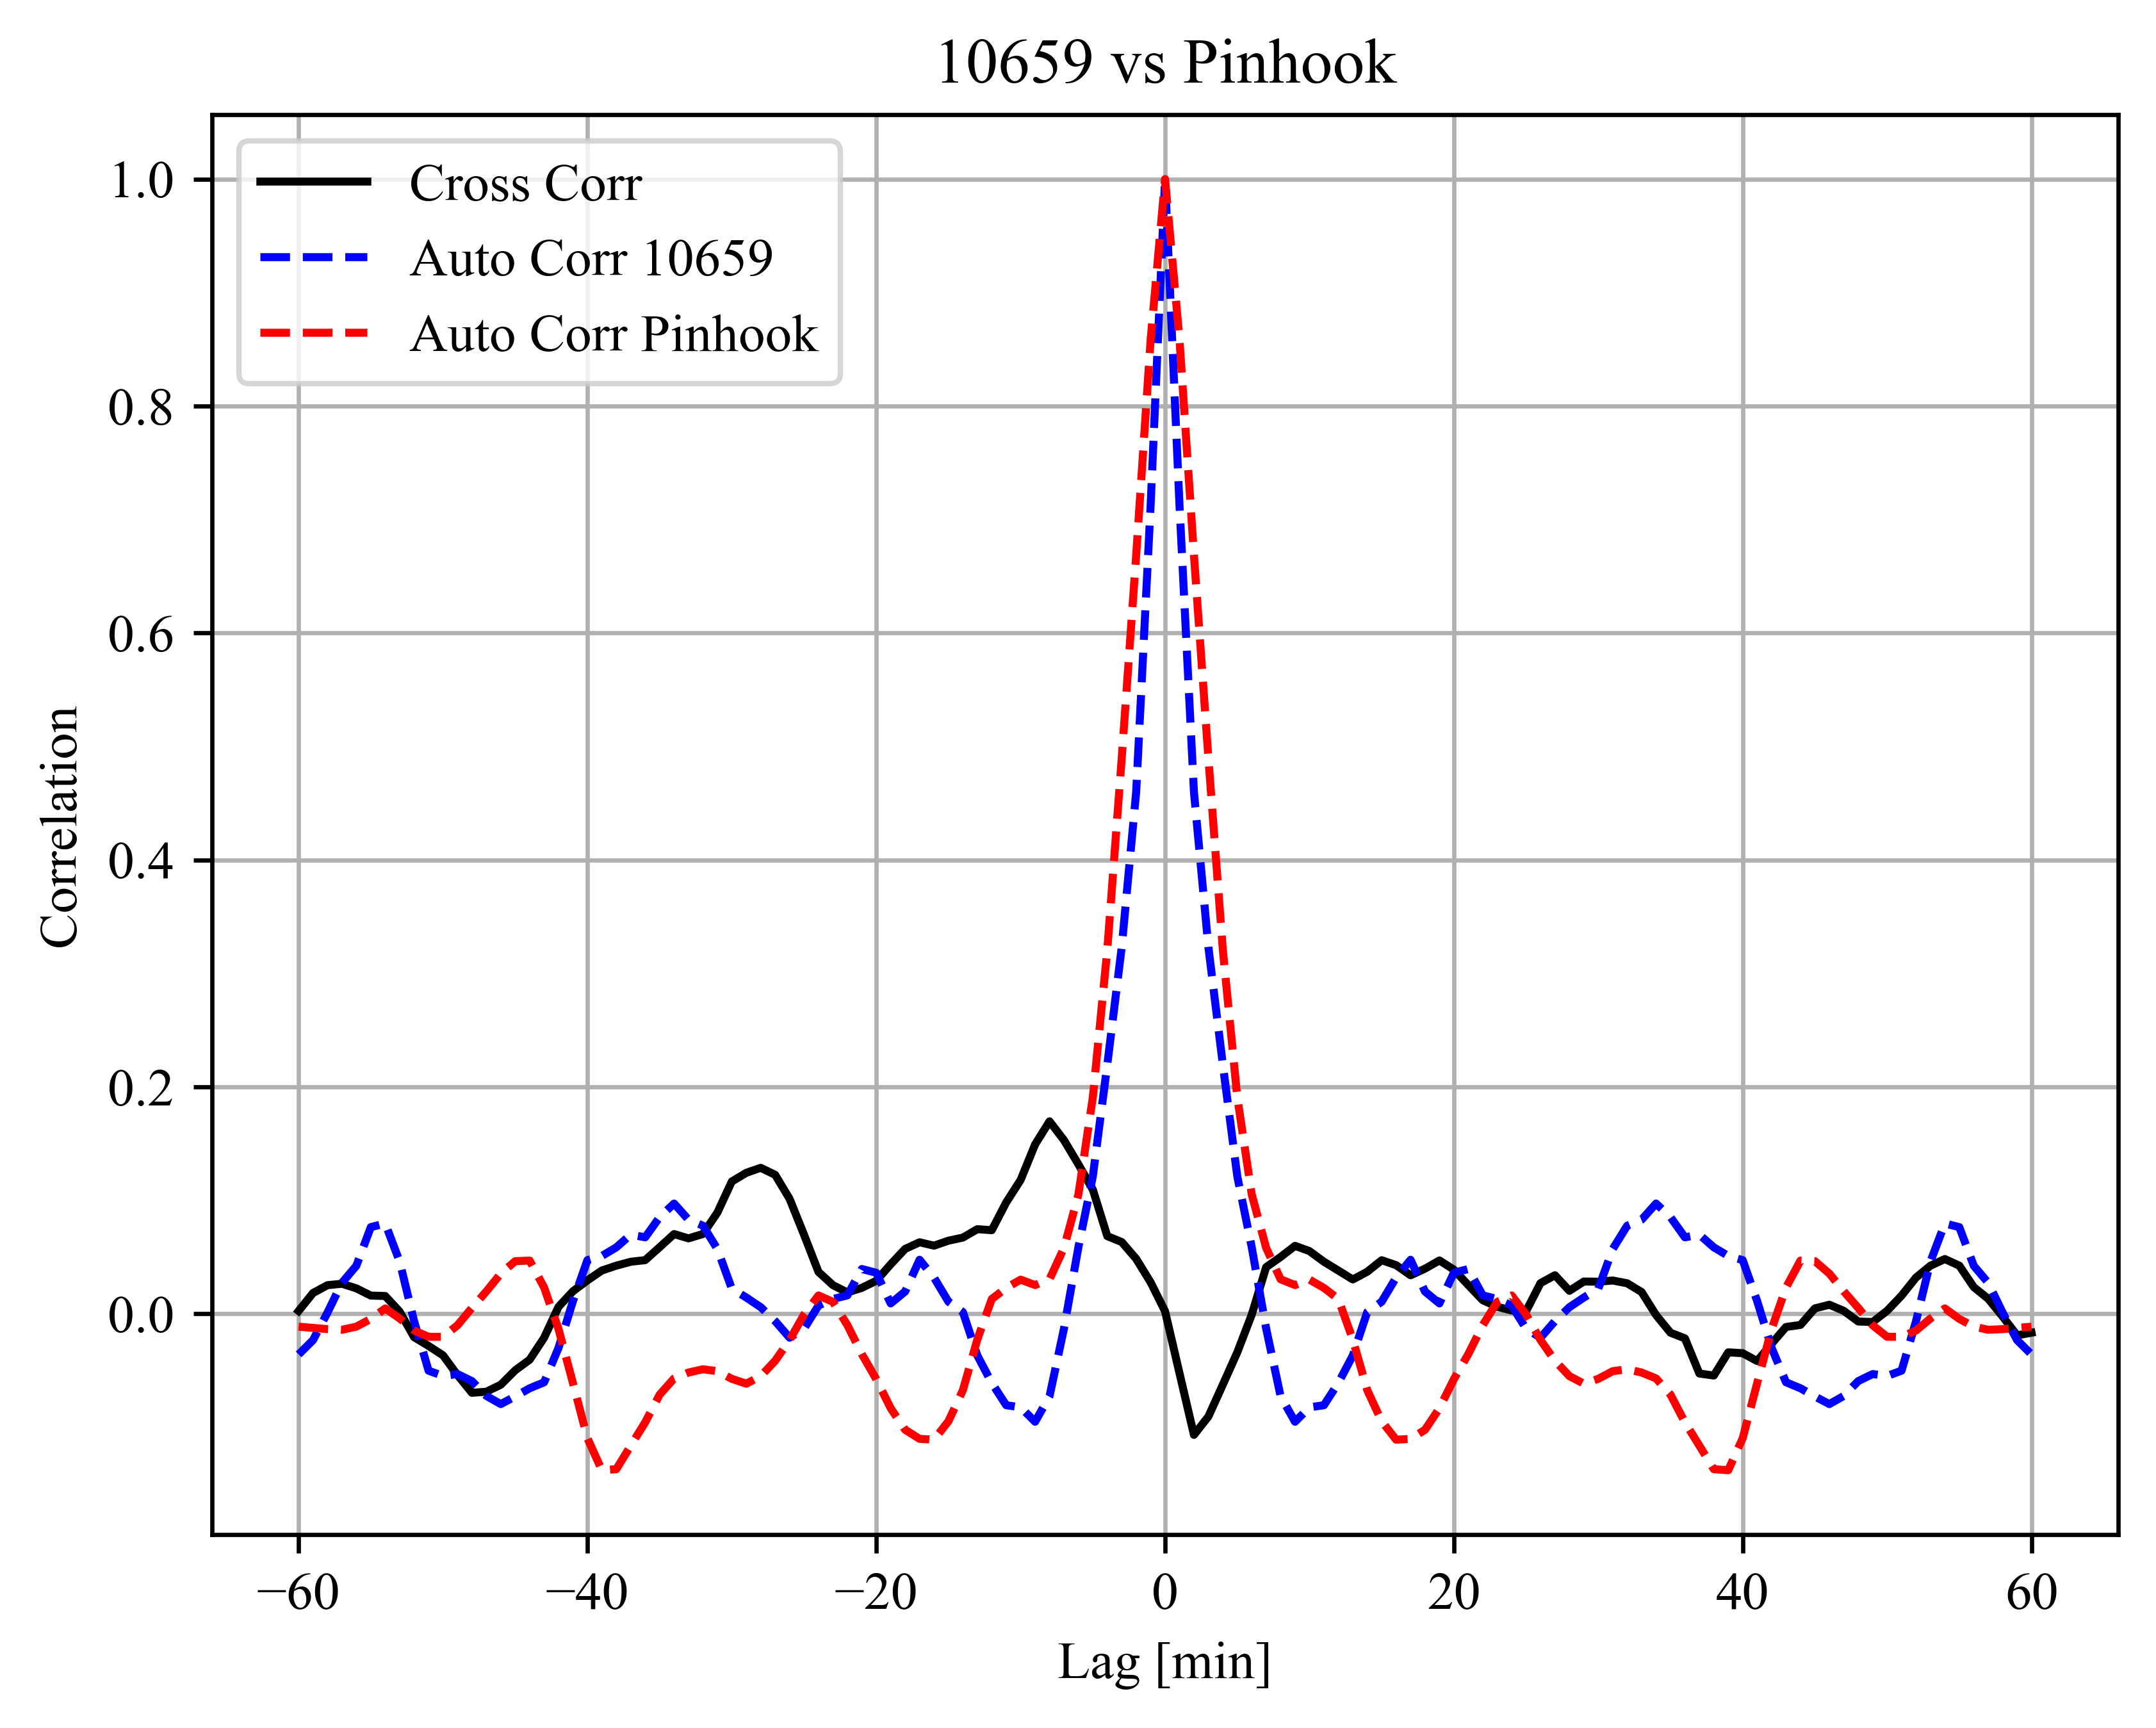 10659 vs Pinhook
Cross Corr
Auto Corr 10659
Auto Corr Pinhook
1.0
0.8
0.6
0.4
0.2
0.0
Correlation
−60
−40
−20
0
20
40
60
Lag [min]